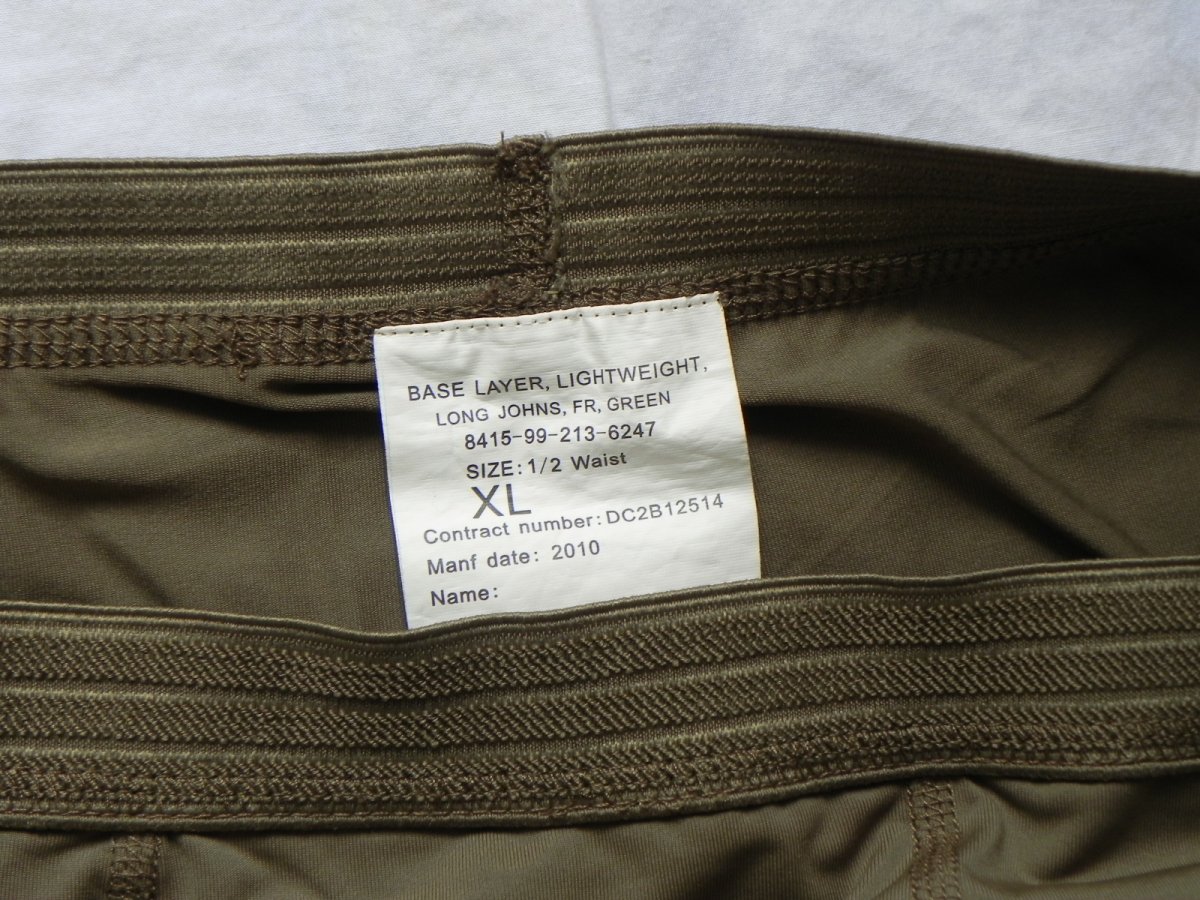 BASE LAYER, LIGHTWEIGHT,
LONG JOHNS, FR, GREEN
8415-99-213-6247
SIZE: 1/2 Waist
XL
Contract number: DC2B12514
Manf date: 2010
Name: